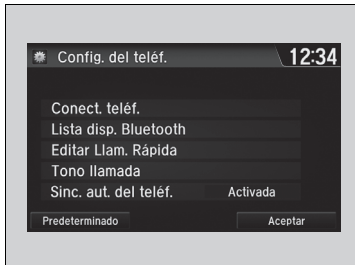 Config. del teléf.
12:34
Conect. teléf.
Lista disp. Bluetooth
Editar Llam. Rápida
Tono llamada
Sinc. aut. del teléf. Activada
Predeterminado Aceptar